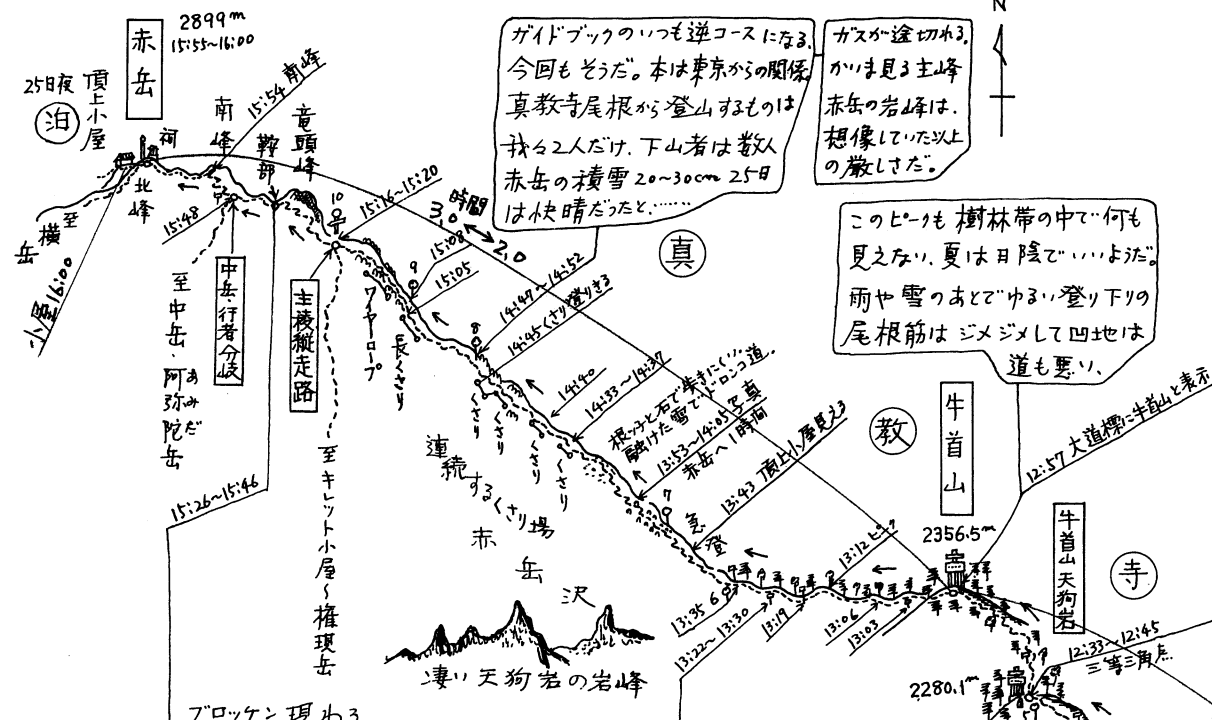 赤岳
2899m
15:55~16:00
25日夜
泊
頂上小屋
祠
北峰
南峰
15:54 南峰
幹部
竜頭峰
至横岳
小屋16:00
15:48
中岳・行者分岐
至中岳・阿弥陀岳
あみだ
主稜縦走路
至キレット小屋~権現岳
15:26~15:46
10
15:16~15:20
時間
3.0
2.0
15:08
15:05
9
ワイヤーロープ
長くさり
14:47~14:52
14:45くさり登りきる
8
くさり
くさり
くさり
くさり
14:40
14:33~14:37
連続するくさり場
根ッ子と石で歩きにくい。
融けた雪でドロンコ道。
13:53~14:05 写真
赤岳へ1時間
13:43 頂上小屋見える
7
急登
赤岳沢
凄い天狗岩の岩峰
ブロッケン現わる
ガイドブックのいつも逆コースになる。
今回もそうだ。本は東京からの関係
真教寺尾根から登山するものは
我々2人だけ、下山者は数人
赤岳の積雪20~30cm 25日
は快晴だったと……
ガスが途切れる。
かいま見る主峰
赤岳の岩峰は、
想像していた以上
の厳しさだ。
N
このピークも樹林帯の中で何も
見えない、夏は日陰でいいようだ。
雨や雪のあとでゆるい登り下りの
尾根筋はジメジメして凹地は
道も悪い、
真
教
寺
牛首山
2356.5m
12:57 大道標に牛首山と表示
牛首山天狗岩
13:12 ピーク
13:35
6
13:22~13:30
13:19
13:06
13:03
12:33~12:45
三等三角点
2280.1m
5